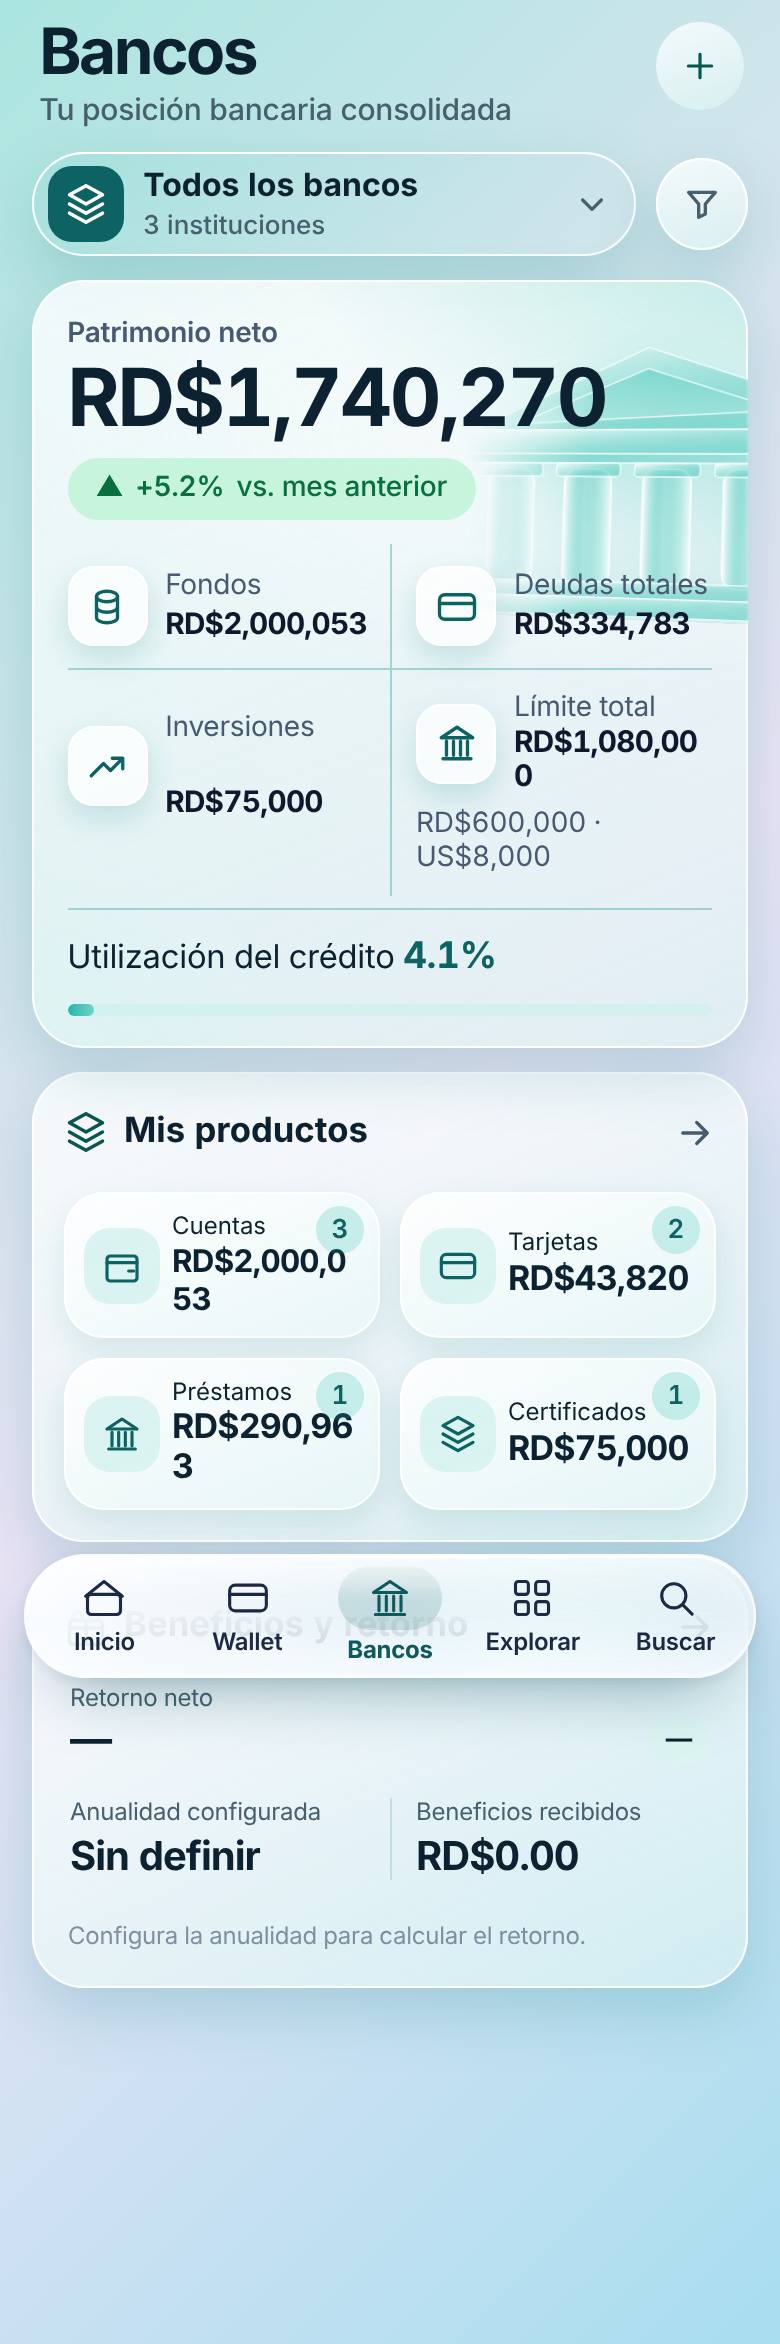 Bancos
Tu posición bancaria consolidada
Todos los bancos
3 instituciones
Patrimonio neto
RD$1,740,270
▲ +5.2% vs. mes anterior
Fondos
RD$2,000,053
Deudas totales
RD$334,783
Inversiones
RD$75,000
Límite total
RD$1,080,00
0
RD$600,000 ·
US$8,000
Utilización del crédito 4.1%
Mis productos
Cuentas
3
RD$2,000,0
53
Tarjetas
2
RD$43,820
Préstamos
1
RD$290,96
3
Certificados
1
RD$75,000
Beneficios y retorno
Inicio
Wallet
Bancos
Explorar
Buscar
Retorno neto
— –
Anualidad configurada
Sin definir
Beneficios recibidos
RD$0.00
Configura la anualidad para calcular el retorno.